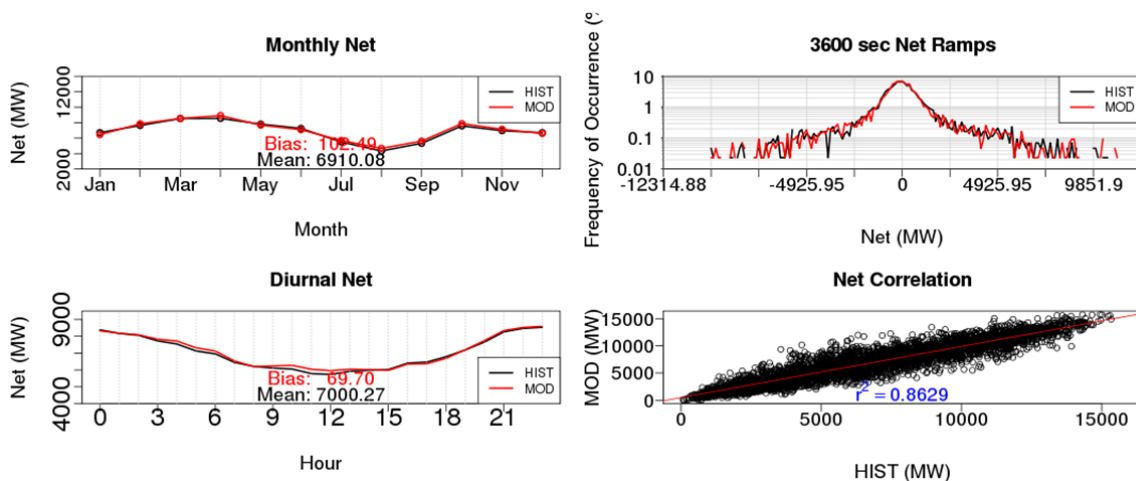 Monthly Net
Net (MW)
12000
2000
HIST
MOD
Bias: 102.49
Mean: 6910.08
Jan Mar May Jul Sep Nov
Month
3600 sec Net Ramps
Frequency of Occurrence (%
10
1
0.1
0.01
HIST
MOD
-12314.88 -4925.95 0 4925.95 9851.9
Net (MW)
Diurnal Net
Net (MW)
9000
4000
HIST
MOD
Bias: 69.70
Mean: 7000.27
0 3 6 9 12 15 18 21
Hour
Net Correlation
MOD (MW)
15000
5000
0
r² = 0.8629
0 5000 10000 15000
HIST (MW)